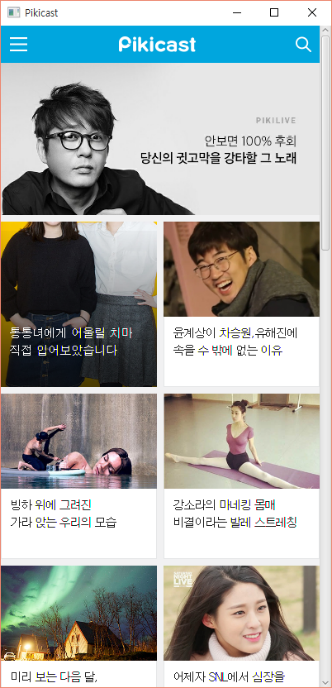 Pikicast
Pikicast
PIKILIVE
안보면 100% 후회
당신의 귓고막을 강타할 그 노래
통통녀에게 어울릴 치마
직접 입어보았습니다
윤계상이 차승원,유해진에
속을 수 밖에 없는 이유
빙하 위에 그려진
가라 앉는 우리의 모습
강소라의 마네킹 몸매
비결이라는 발레 스트레칭
미리 보는 다음 달,
어제자 SNL에서 심장을